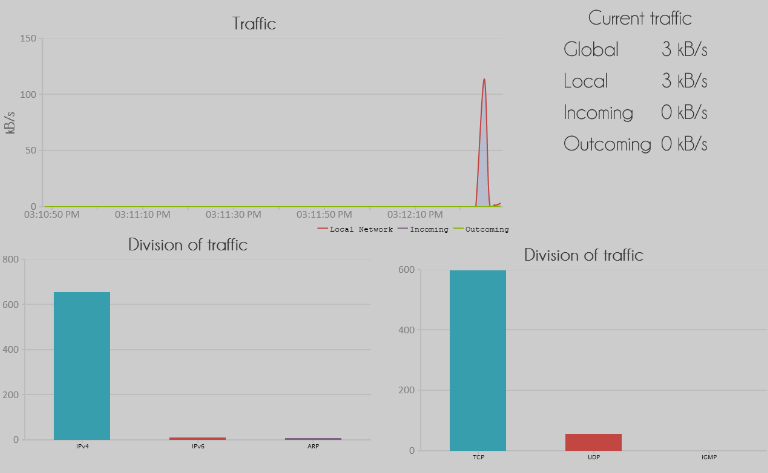 Traffic
150
100
50
0
kB/s
03:10:50 PM 03:11:10 PM 03:11:30 PM 03:11:50 PM 03:12:10 PM
Local Network Incoming Outcoming
Current traffic
Global 3 kB/s
Local 3 kB/s
Incoming 0 kB/s
Outcoming 0 kB/s
Division of traffic
800
600
400
200
0
IPv4 IPv6 ARP
Division of traffic
600
400
200
0
TCP UDP IGMP